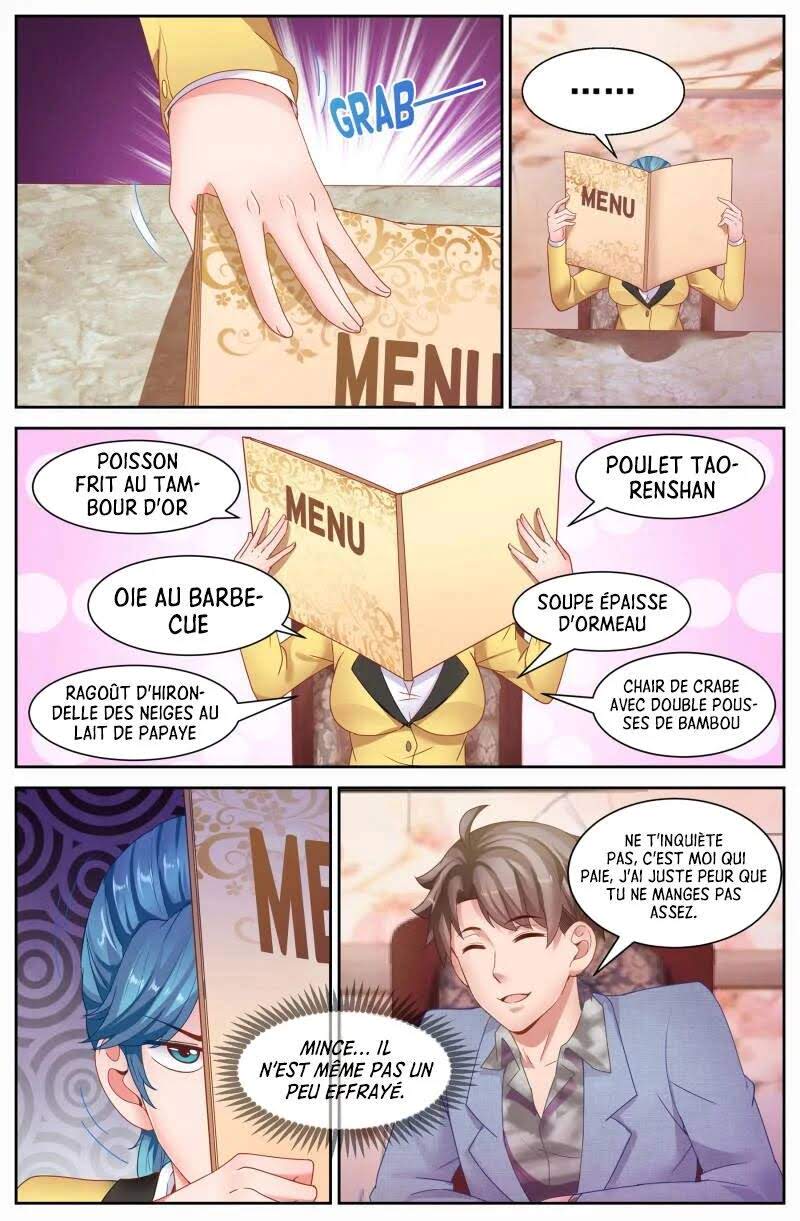 GRAB
MENU
......
MENU
POISSON
FRIT AU TAM-
BOUR D'OR
POULET TAO-
RENSHAN
MENU
OIE AU BARBE-
CUE
SOUPE ÉPAISSE
D'ORMEAU
RAGOÛT D'HIRON-
DELLE DES NEIGES AU
LAIT DE PAPAYE
CHAIR DE CRABE
AVEC DOUBLE POUS-
SES DE BAMBOU
ME
NE T'INQUIÈTE
PAS, C'EST MOI QUI
PAIE, J'AI JUSTE PEUR QUE
TU NE MANGES PAS
ASSEZ.
MINCE... IL
N'EST MÊME PAS UN
PEU EFFRAYÉ.